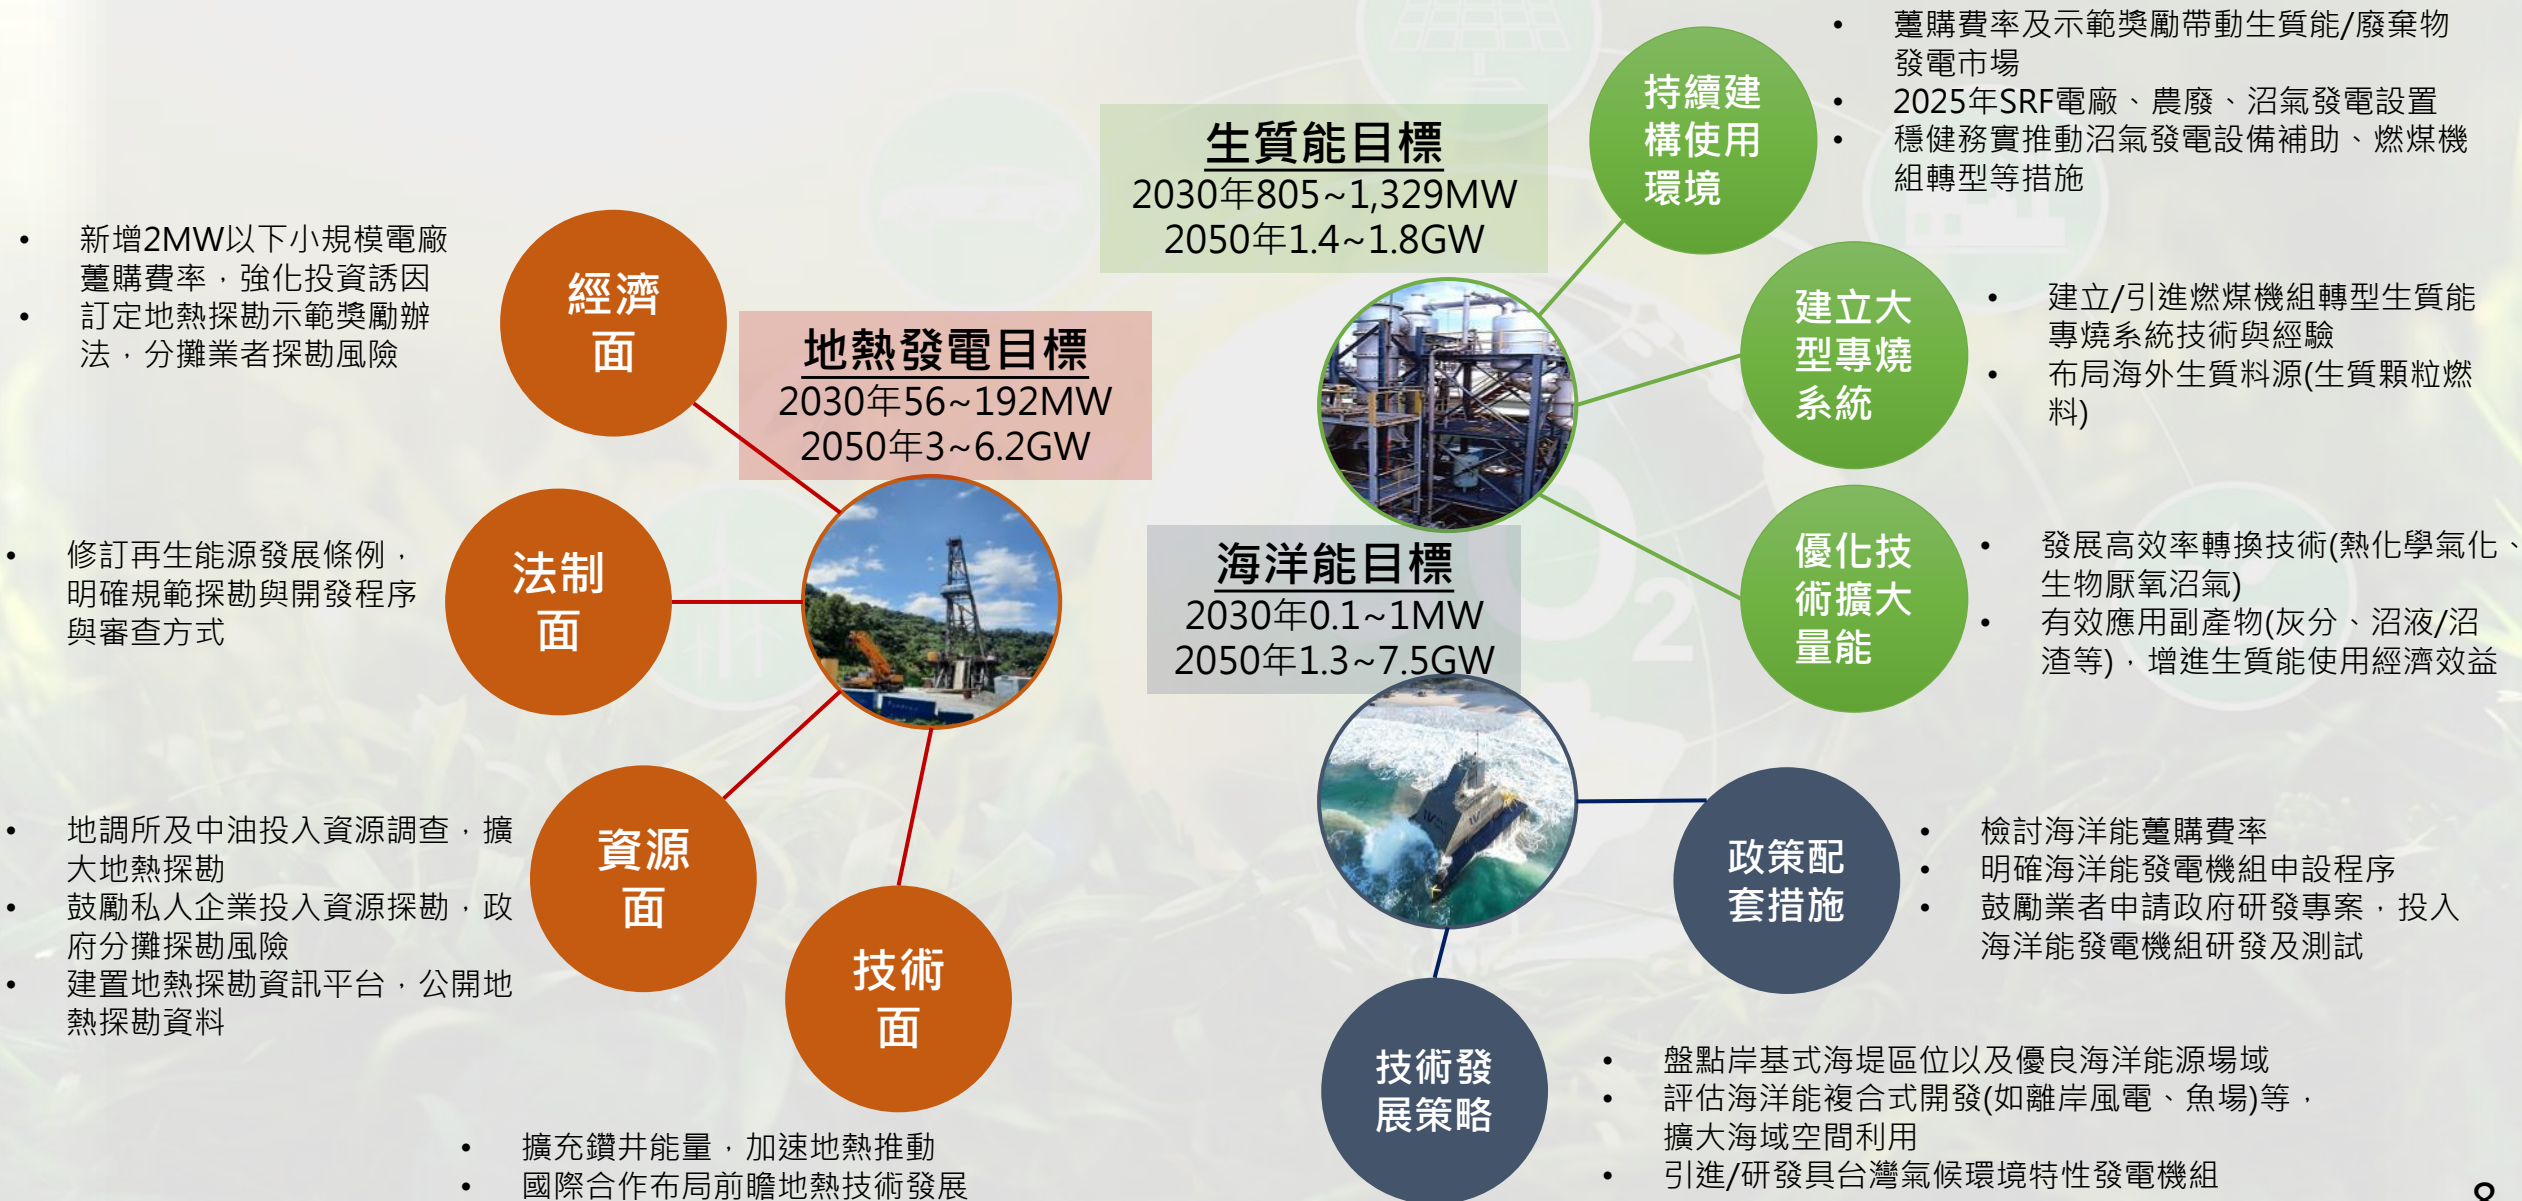 地熱發電目標
2030年56~192MW
2050年3~6.2GW
經濟
面
• 新增2MW以下小規模電廠
躉購費率，強化投資誘因
• 訂定地熱探勘示範獎勵辦
法，分攤業者探勘風險
法制
面
• 修訂再生能源發展條例，
明確規範探勘與開發程序
與審查方式
資源
面
• 地調所及中油投入資源調查，擴
大地熱探勘
• 鼓勵私人企業投入資源探勘，政
府分攤探勘風險
• 建置地熱探勘資訊平台，公開地
熱探勘資料
技術
面
• 擴充鑽井能量，加速地熱推動
• 國際合作布局前瞻地熱技術發展
生質能目標
2030年805~1,329MW
2050年1.4~1.8GW
持續建
構使用
環境
• 躉購費率及示範獎勵帶動生質能/廢棄物
發電市場
• 2025年SRF電廠、農廢、沼氣發電設置
• 穩健務實推動沼氣發電設備補助、燃煤機
組轉型等措施
建立大
型專燒
系統
• 建立/引進燃煤機組轉型生質能
專燒系統技術與經驗
• 布局海外生質料源(生質顆粒燃
料)
優化技
術擴大
量能
• 發展高效率轉換技術(熱化學氣化、
生物厭氧沼氣)
• 有效應用副產物(灰分、沼液/沼
渣等)，增進生質能使用經濟效益
海洋能目標
2030年0.1~1MW
2050年1.3~7.5GW
政策配
套措施
• 檢討海洋能躉購費率
• 明確海洋能發電機組申設程序
• 鼓勵業者申請政府研發專案，投入
海洋能發電機組研發及測試
技術發
展策略
• 盤點岸基式海堤區位以及優良海洋能源場域
• 評估海洋能複合式開發(如離岸風電、魚場)等，
擴大海域空間利用
• 引進/研發具台灣氣候環境特性發電機組
8